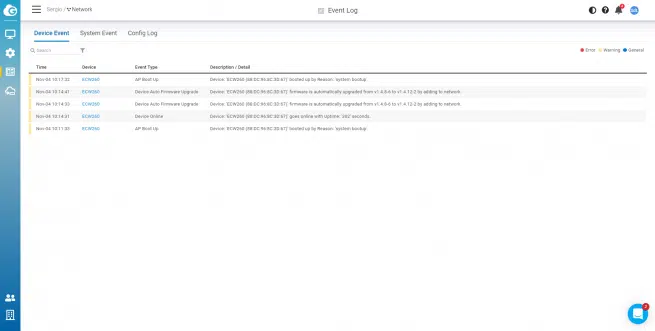 Sergio / Network
Event Log
Device Event System Event Config Log
Search
Error Warning General
Time Device Event Type Description / Detail
Nov-04 10:17:32 ECW260 AP Boot Up Device: 'ECW260 (88:DC:96:8C:3D:67)' booted up by Reason: 'system bootup.
Nov-04 10:14:41 ECW260 Device Auto Firmware Upgrade Device: 'ECW260 (88:DC:96:8C:3D:67)' firmware is automatically upgraded from v1.4.6-6 to v1.4.12-2 by adding to network.
Nov-04 10:14:33 ECW260 Device Auto Firmware Upgrade Device: 'ECW260 (88:DC:96:8C:3D:67)' firmware is automatically upgraded from v1.4.6-6 to v1.4.12-2 by adding to network.
Nov-04 10:14:31 ECW260 Device Online Device: 'ECW260 (88:DC:96:8C:3D:67)' goes online with Uptime: '262' seconds.
Nov-04 10:11:33 ECW260 AP Boot Up Device: 'ECW260 (88:DC:96:8C:3D:67)' booted up by Reason: 'system bootup.